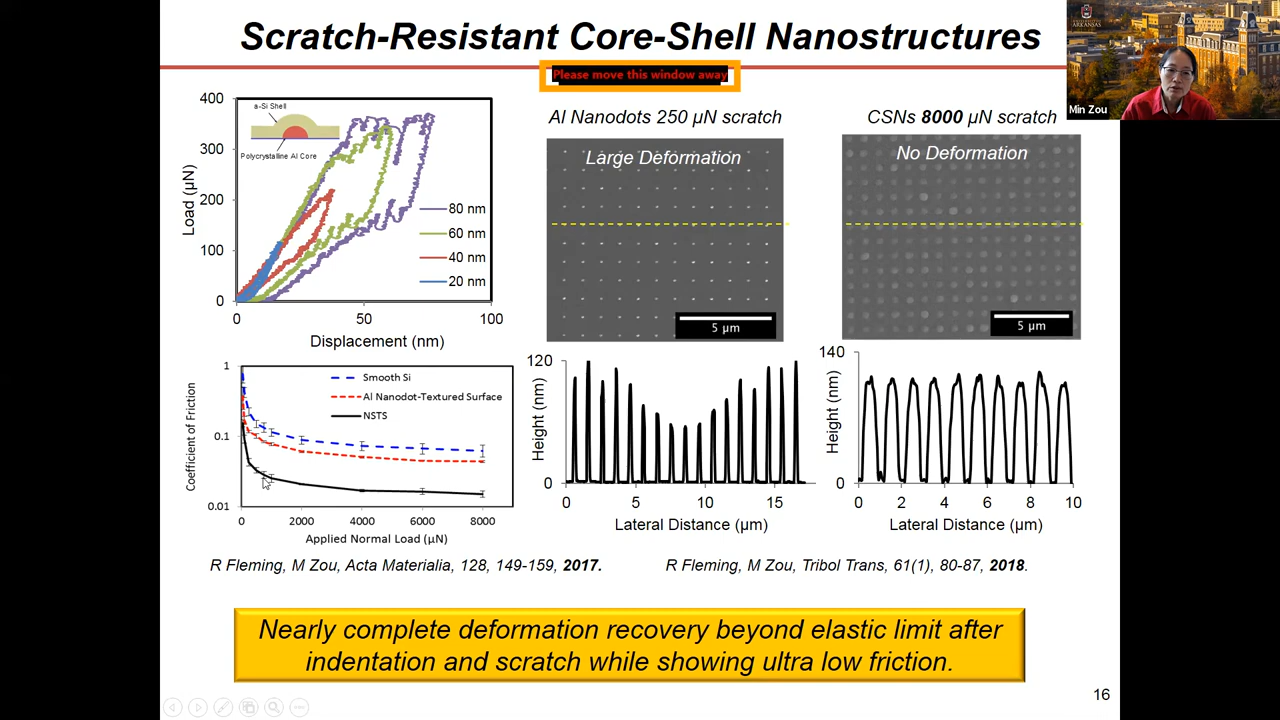 Scratch-Resistant Core-Shell Nanostructures
Please move this window away
UNIVERSITY OF
ARKANSAS
Min Zou
400
300
200
100
0
Load (µN)
a-Si Shell
Polycrystalline Al Core
80 nm
60 nm
40 nm
20 nm
0
50
100
Displacement (nm)
Al Nanodots 250 µN scratch
Large Deformation
5 µm
CSNs 8000 µN scratch
No Deformation
5 µm
1
0.1
0.01
Coefficient of Friction
Smooth Si
Al Nanodot-Textured Surface
NSTS
0
2000
4000
6000
8000
Applied Normal Load (µN)
120
0
Height (nm)
0
5
10
15
Lateral Distance (µm)
140
0
Height (nm)
0
2
4
6
8
10
Lateral Distance (µm)
R Fleming, M Zou, Acta Materialia, 128, 149-159, 2017.
R Fleming, M Zou, Tribol Trans, 61(1), 80-87, 2018.
Nearly complete deformation recovery beyond elastic limit after
indentation and scratch while showing ultra low friction.
16